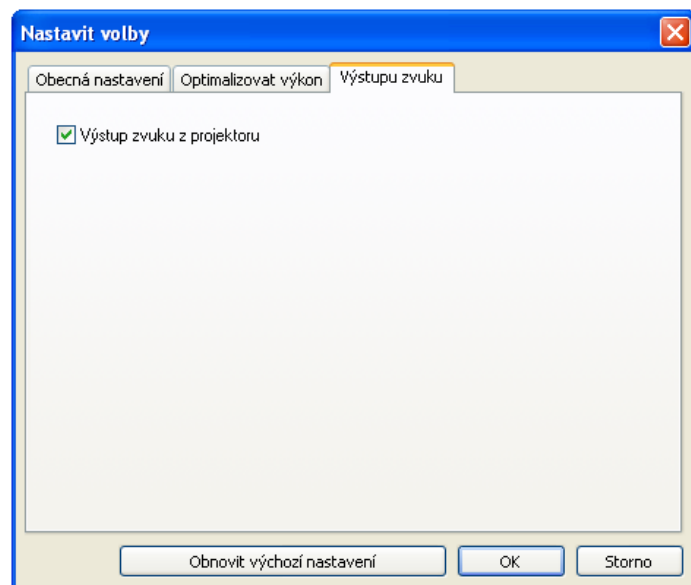 Nastavit volby
Obecná nastavení Optimalizovat výkon Výstupu zvuku
Výstup zvuku z projektoru
Obnovit výchozí nastavení OK Storno